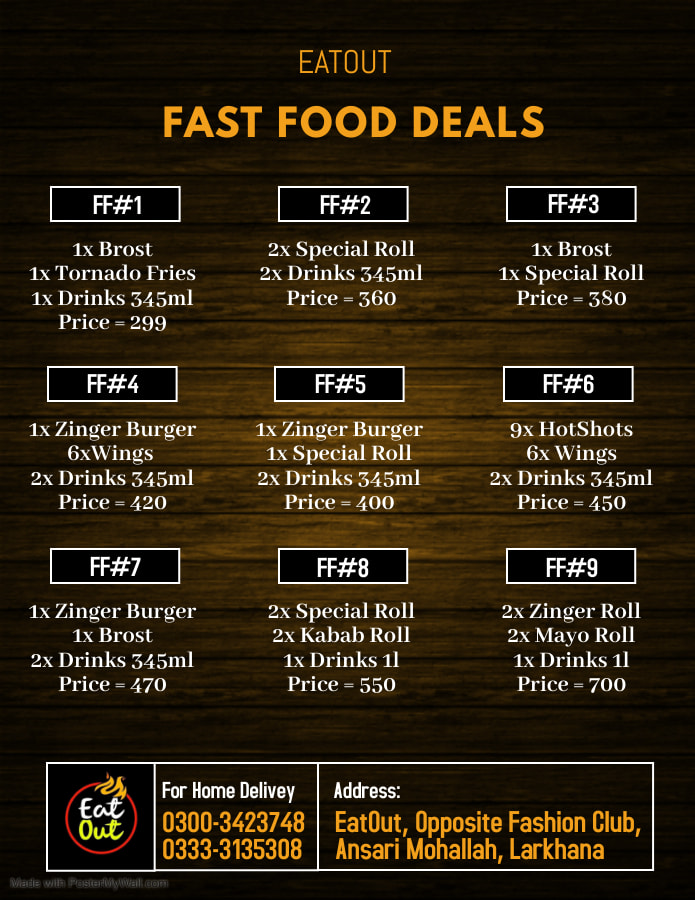 EATOUT
FAST FOOD DEALS
FF#1
1x Brost
1x Tornado Fries
1x Drinks 345ml
Price = 299
FF#2
2x Special Roll
2x Drinks 345ml
Price = 360
FF#3
1x Brost
1x Special Roll
Price = 380
FF#4
1x Zinger Burger
6xWings
2x Drinks 345ml
Price = 420
FF#5
1x Zinger Burger
1x Special Roll
2x Drinks 345ml
Price = 400
FF#6
9x HotShots
6x Wings
2x Drinks 345ml
Price = 450
FF#7
1x Zinger Burger
1x Brost
2x Drinks 345ml
Price = 470
FF#8
2x Special Roll
2x Kabab Roll
1x Drinks 1l
Price = 550
FF#9
2x Zinger Roll
2x Mayo Roll
1x Drinks 1l
Price = 700
Eat
Out
For Home Delivey
0300-3423748
0333-3135308
Address:
EatOut, Opposite Fashion Club,
Ansari Mohallah, Larkhana
Made with PosterMyWall.com